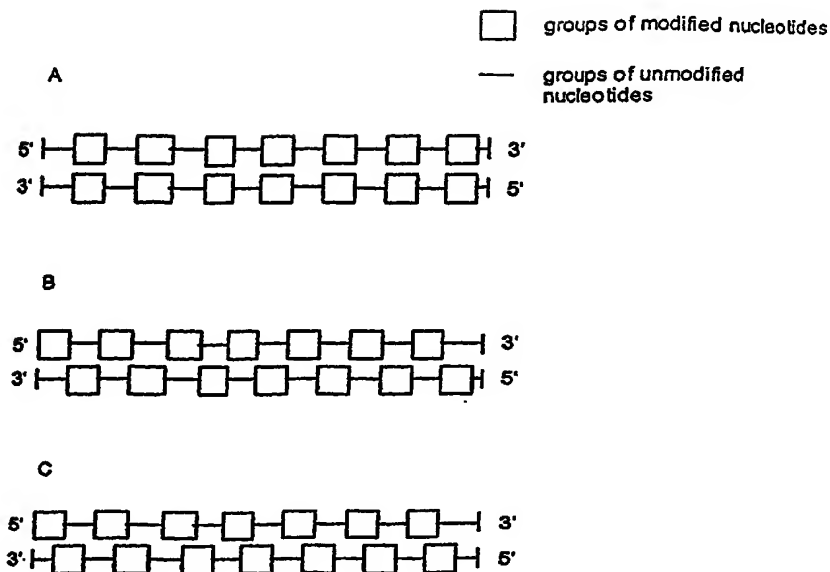 groups of modified nucleotides
groups of unmodified
nucleotides
A
5' 3'
3' 5'
B
5' 3'
3' 5'
C
5' 3'
3' 5'